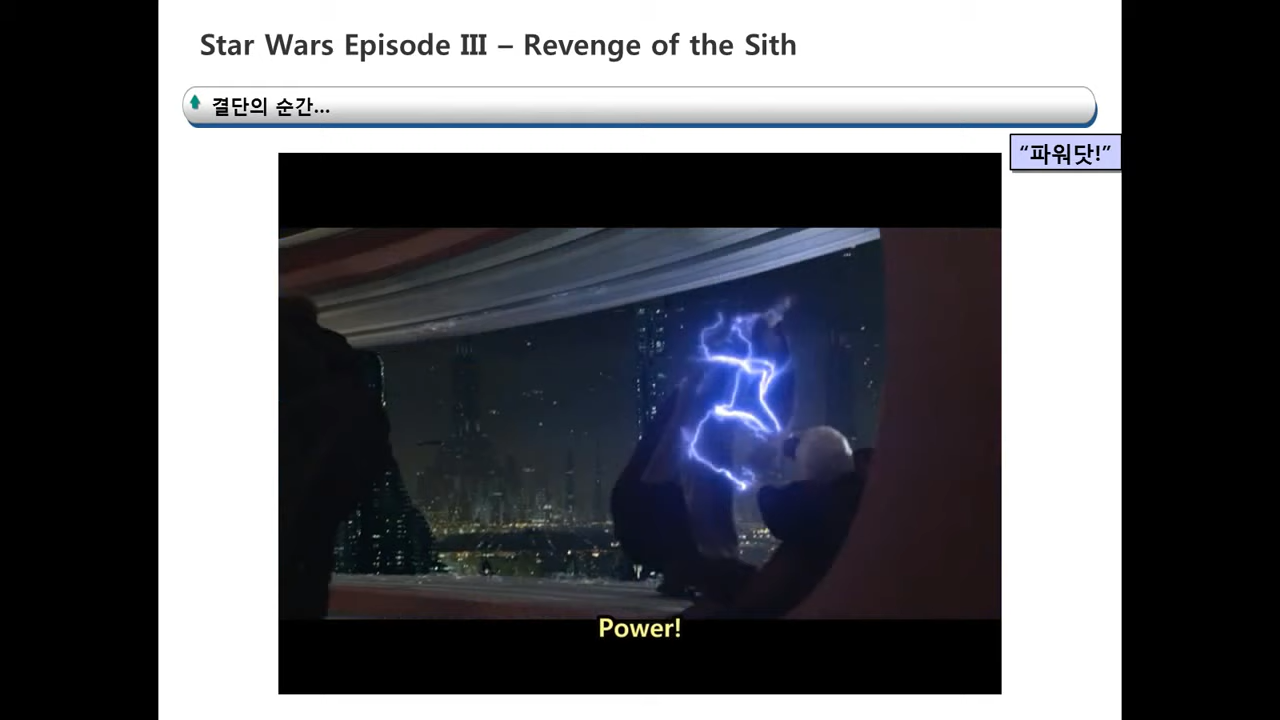 Star Wars Episode III – Revenge of the Sith
결단의 순간...
“파워닷!”
Power!